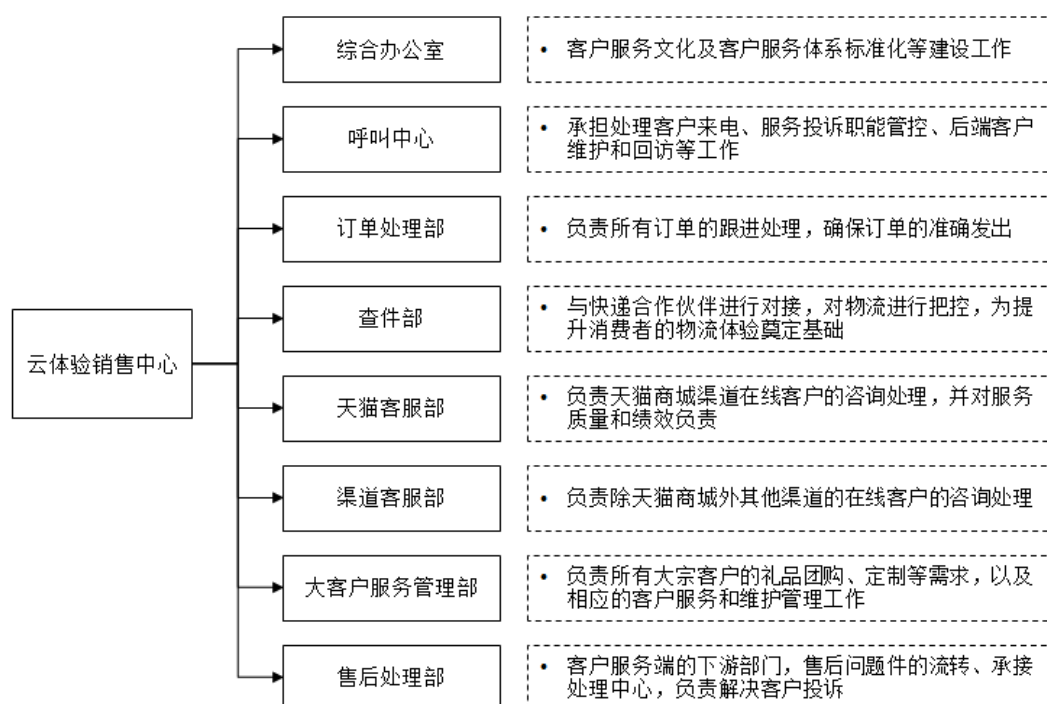 综合办公室
• 客户服务文化及客户服务体系标准化等建设工作
呼叫中心
• 承担处理客户来电、服务投诉职能管控、后端客户
维护和回访等工作
订单处理部
• 负责所有订单的跟进处理，确保订单的准确发出
查件部
• 与快递合作伙伴进行对接，对物流进行把控，为提
升消费者的物流体验奠定基础
云体验销售中心
天猫客服部
• 负责天猫商城渠道在线客户的咨询处理，并对服务
质量和绩效负责
渠道客服部
• 负责除天猫商城外其他渠道的在线客户的咨询处理
大客户服务管理部
• 负责所有大宗客户的礼品团购、定制等需求，以及
相应的客户服务和维护管理工作
售后处理部
• 客户服务端的下游部门，售后问题件的流转、承接
处理中心，负责解决客户投诉